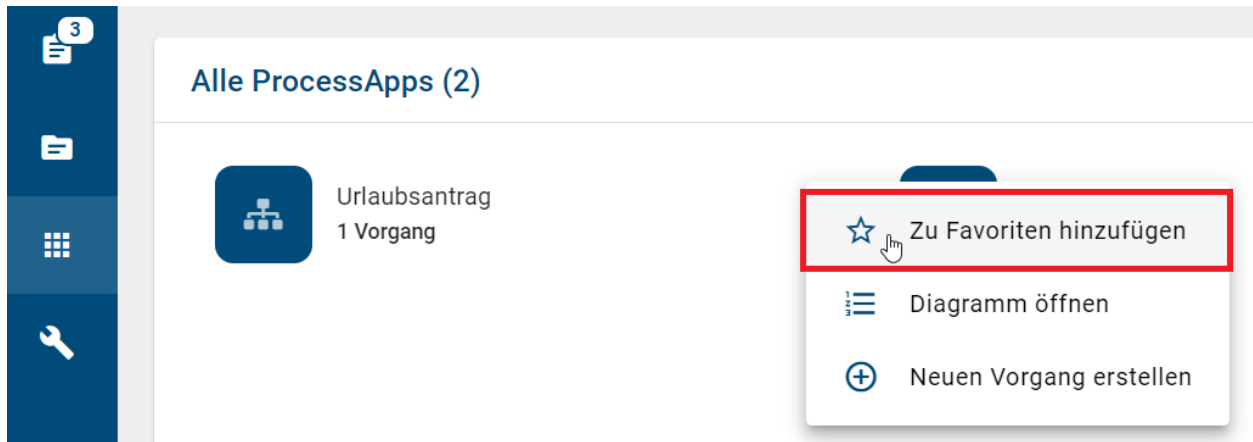 3
Alle ProcessApps (2)
Urlaubsantrag
1 Vorgang
Zu Favoriten hinzufügen
Diagramm öffnen
Neuen Vorgang erstellen